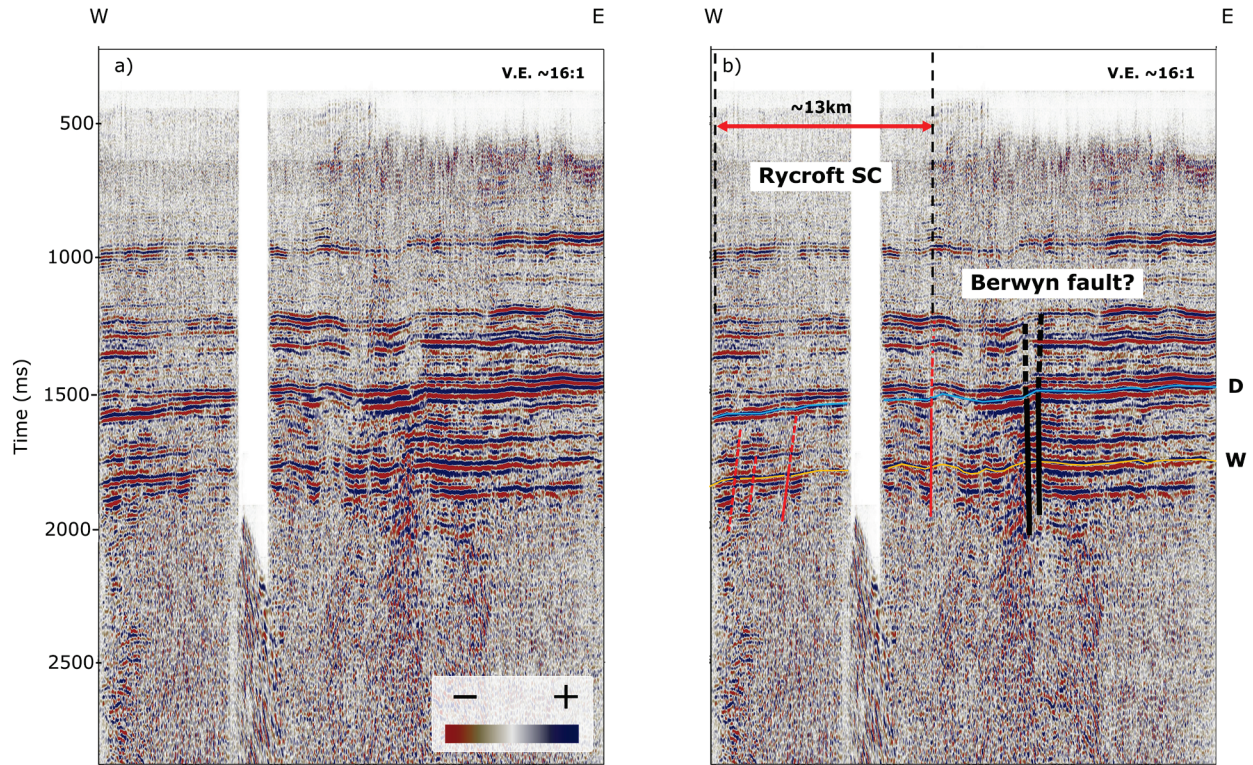 W
E
W
E
a)
V.E. ~16:1
b)
V.E. ~16:1
500
~13km
Rycroft SC
1000
Berwyn fault?
Time (ms)
1500
D
W
2000
2500
− +